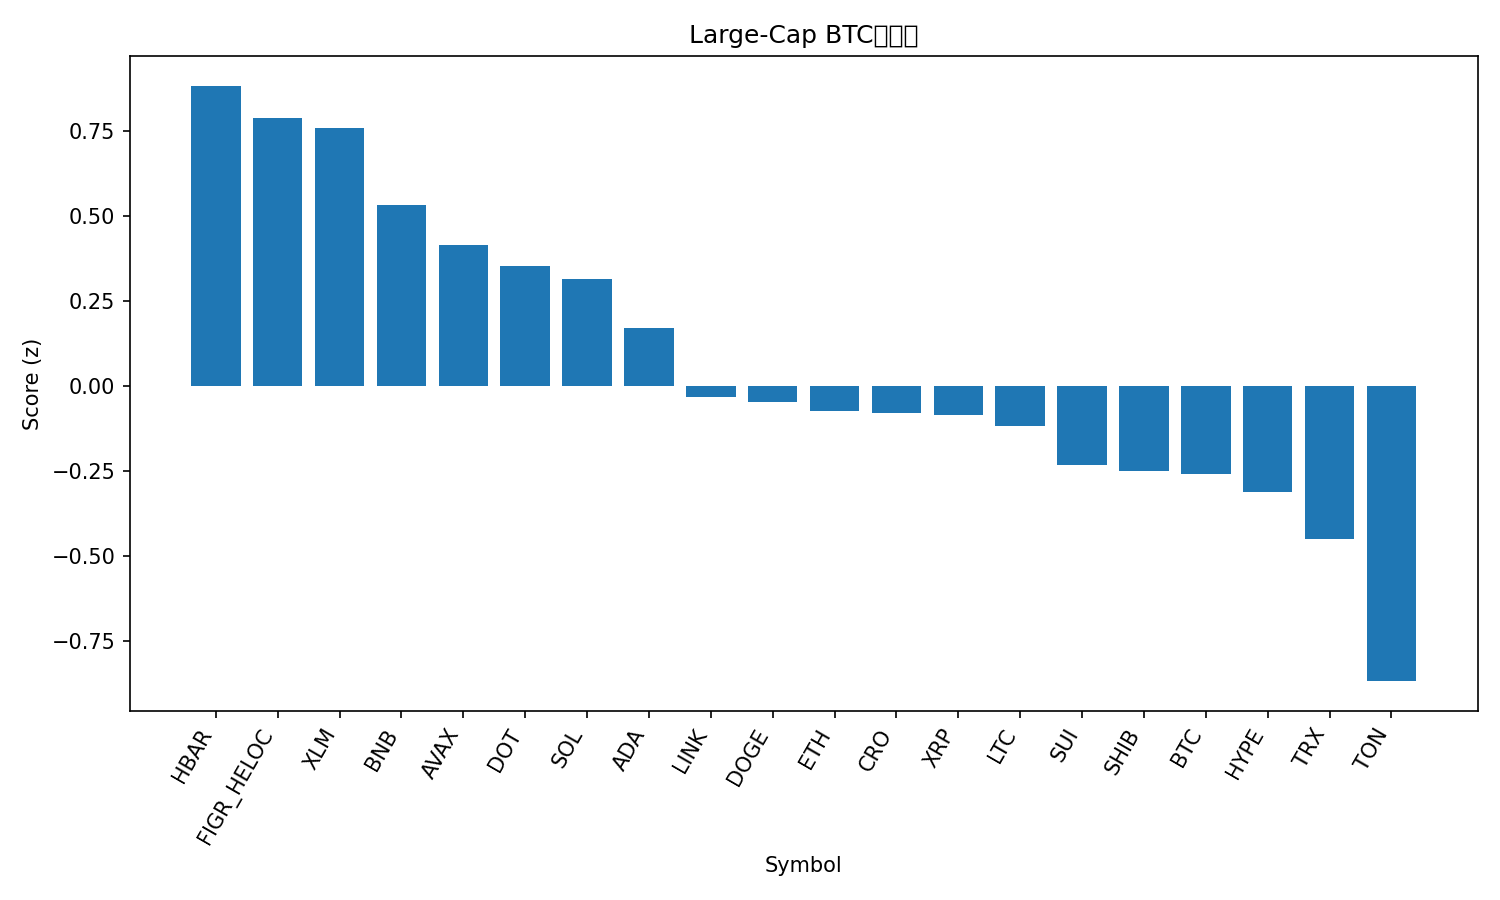 Large-Cap BTC
0.75
0.50
0.25
0.00
−0.25
−0.50
−0.75
Score (z)
HBAR
FIGR_HELOC
XLM
BNB
AVAX
DOT
SOL
ADA
LINK
DOGE
ETH
CRO
XRP
LTC
SUI
SHIB
BTC
HYPE
TRX
TON
Symbol